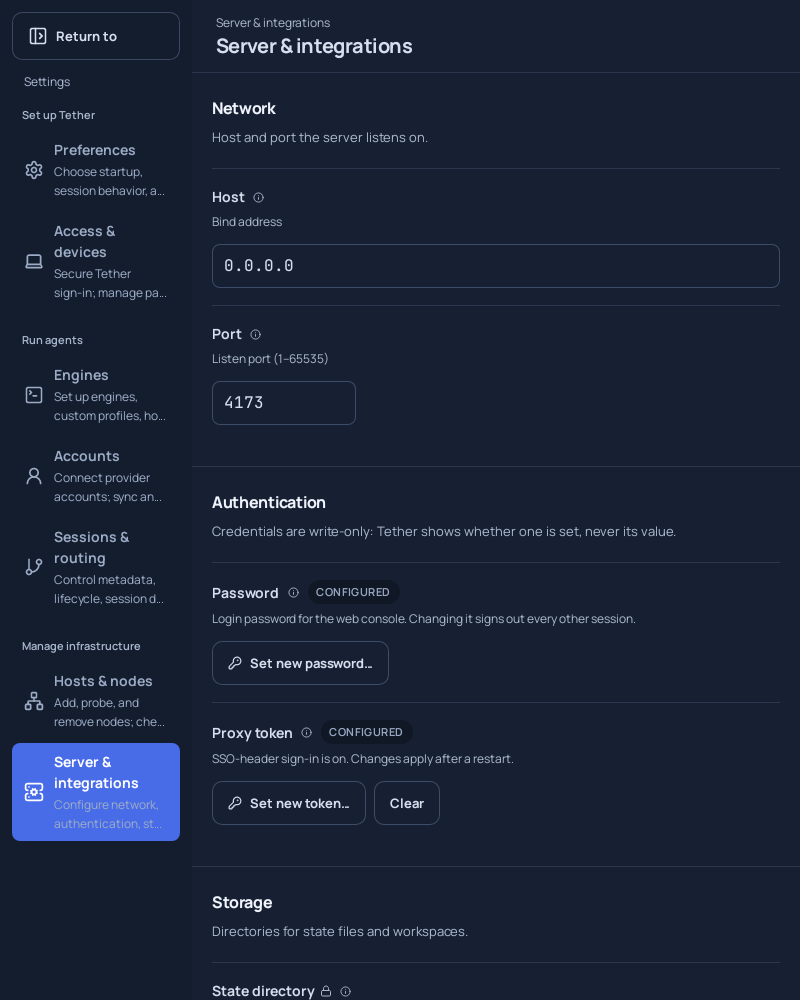 Return to
Settings
Set up Tether
Preferences
Choose startup,
session behavior, a...
Access &
devices
Secure Tether
sign-in; manage pa...
Run agents
Engines
Set up engines,
custom profiles, ho...
Accounts
Connect provider
accounts; sync an...
Sessions &
routing
Control metadata,
lifecycle, session d...
Manage infrastructure
Hosts & nodes
Add, probe, and
remove nodes; che...
Server &
integrations
Configure network,
authentication, st...
Server & integrations
Server & integrations
Network
Host and port the server listens on.
Host
Bind address
0.0.0.0
Port
Listen port (1–65535)
4173
Authentication
Credentials are write-only: Tether shows whether one is set, never its value.
Password CONFIGURED
Login password for the web console. Changing it signs out every other session.
Set new password...
Proxy token CONFIGURED
SSO-header sign-in is on. Changes apply after a restart.
Set new token... Clear
Storage
Directories for state files and workspaces.
State directory